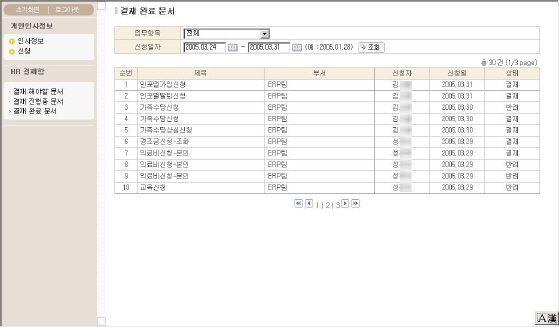 초기화면 | 로그아웃
개인인사정보
인사정보
신청
HR 결재함
결재 해야할 문서
결재 진행중 문서
결재 완료 문서
결재 완료 문서
업무항목 전체
신청일자 2005.03.24 ~ 2005.03.31 (예 : 2005.01.28) 조회
총 30건 (1/3 page)
순번 제목 부서 신청자 신청일 상태
1 인포멀가입신청 ERP팀 김 2005.03.31 결재
2 인포멀탈퇴신청 ERP팀 김 2005.03.31 결재
3 가족수당신청 ERP팀 김 2005.03.30 반려
4 가족수당신청 ERP팀 김 2005.03.30 결재
5 가족수당상실신청 ERP팀 김 2005.03.30 결재
6 경조금신청-조화 ERP팀 성 2005.03.29 결재
7 의료비신청-본인 ERP팀 성 2005.03.29 결재
8 의료비신청-본인 ERP팀 성 2005.03.29 반려
9 의료비신청-본인 ERP팀 성 2005.03.29 결재
10 교육신청 ERP팀 성 2005.03.29 반려
1 | 2 | 3
A漢